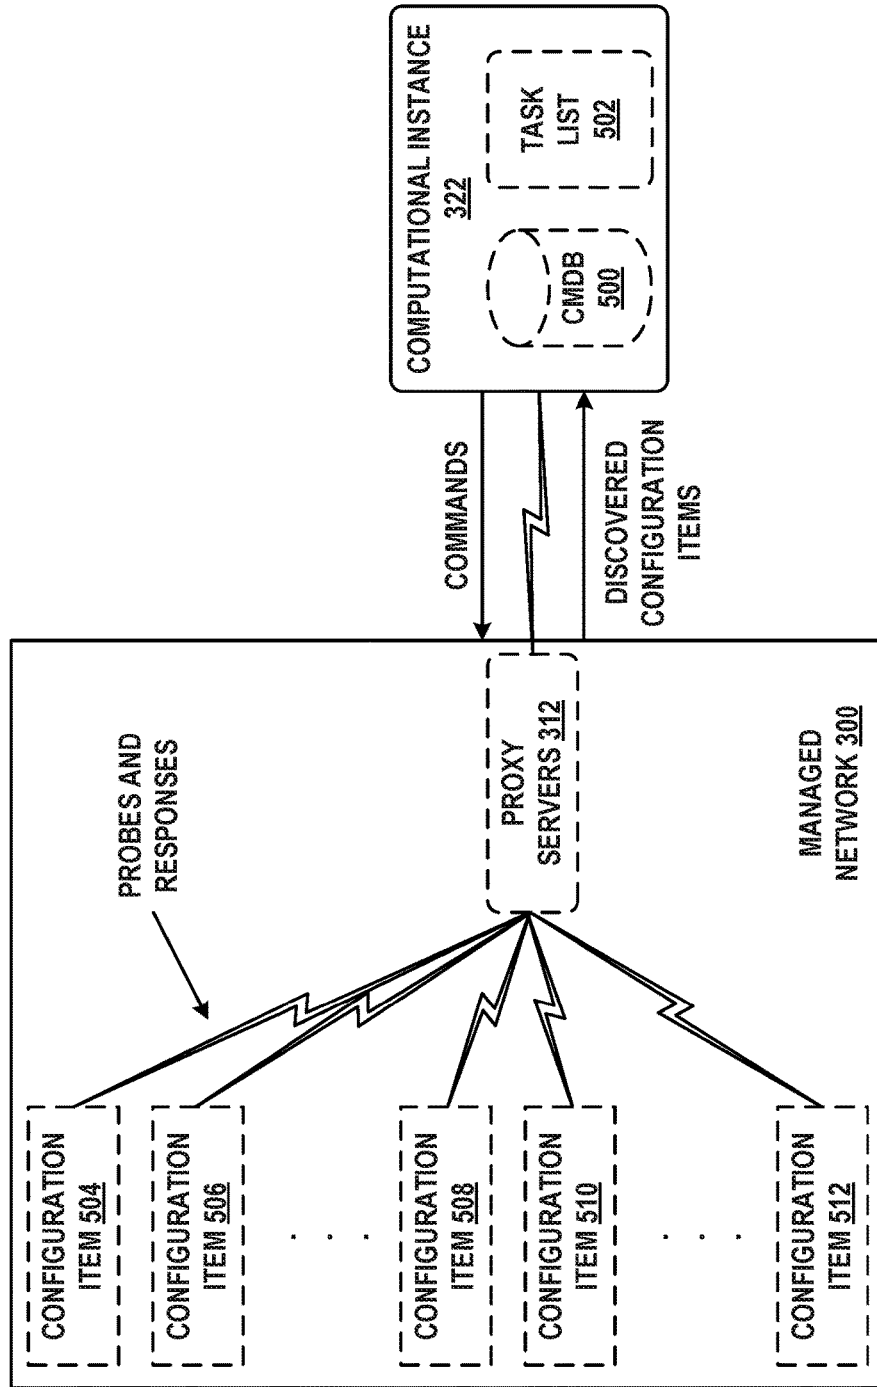 CONFIGURATION
ITEM 504
CONFIGURATION
ITEM 506
. . .
CONFIGURATION
ITEM 508
CONFIGURATION
ITEM 510
. . .
CONFIGURATION
ITEM 512
PROBES AND
RESPONSES
PROXY
SERVERS 312
MANAGED
NETWORK 300
COMMANDS
DISCOVERED
CONFIGURATION
ITEMS
COMPUTATIONAL INSTANCE
322
CMDB
500
TASK
LIST
502